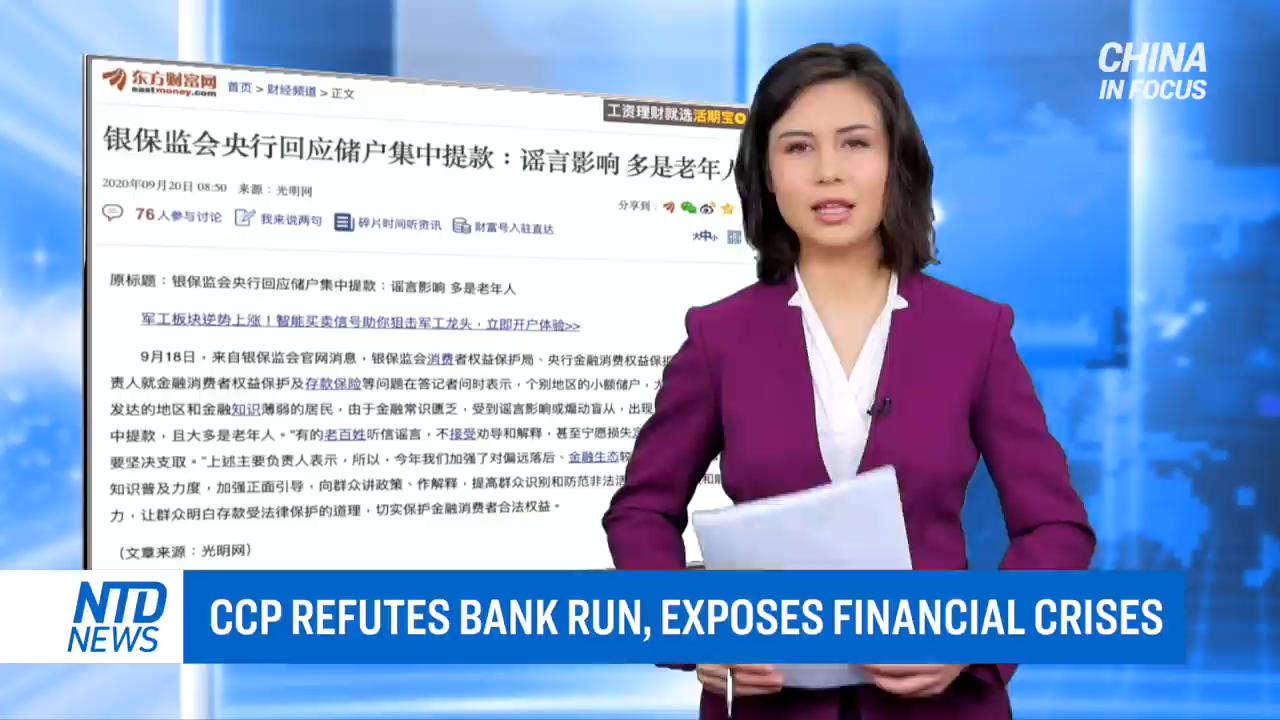 CHINA
IN FOCUS
东方财富网
eastmoney.com
首页 > 财经频道 > 正文
工资理财就选活期宝
银保监会央行回应储户集中提款：谣言影响 多是老年人
2020年09月20日 08:50 来源：光明网
分享到：
76人参与讨论 我来说两句 碎片时间听资讯 财富号入驻直达
大中小
原标题：银保监会央行回应储户集中提款：谣言影响 多是老年人
军工板块逆势上涨！智能买卖信号助你狙击军工龙头，立即开户体验>>
9月18日，来自银保监会官网消息，银保监会消费者权益保护局、央行金融消费权益保护
责人就金融消费者权益保护及存款保险等问题在答记者问时表示，个别地区的小额储户，
发达的地区和金融知识薄弱的居民，由于金融常识匮乏，受到谣言影响或煽动盲从，出现
中提款，且大多是老年人。"有的老百姓听信谣言，不接受劝导和解释，甚至宁愿损失
要坚决支取。"上述主要负责人表示，所以，今年我们加强了对偏远落后、金融生态
知识普及力度，加强正面引导，向群众讲政策、作解释，提高群众识别和防范非法
力，让群众明白存款受法律保护的道理，切实保护金融消费者合法权益。
（文章来源：光明网）
NTD
NEWS
CCP REFUTES BANK RUN, EXPOSES FINANCIAL CRISES